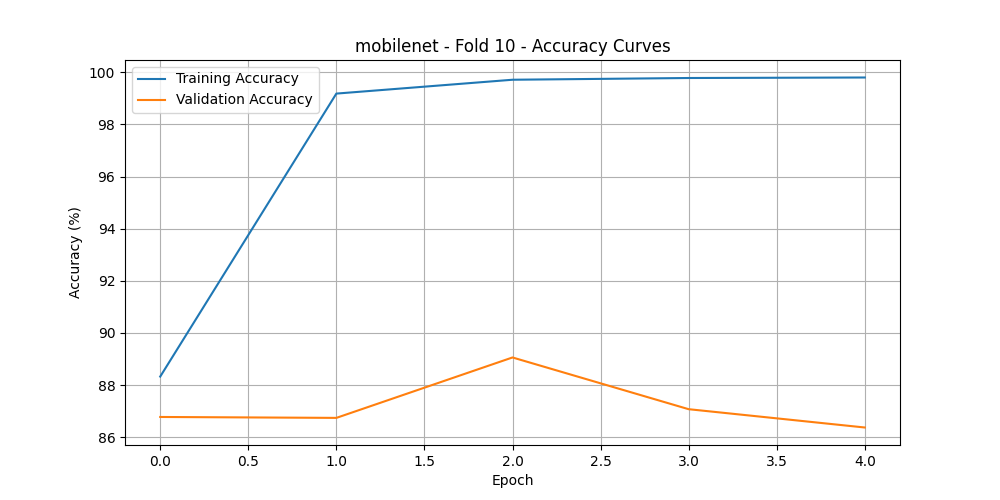 mobilenet - Fold 10 - Accuracy Curves
Training Accuracy
Validation Accuracy
Accuracy (%)
100
98
96
94
92
90
88
86
0.0 0.5 1.0 1.5 2.0 2.5 3.0 3.5 4.0
Epoch